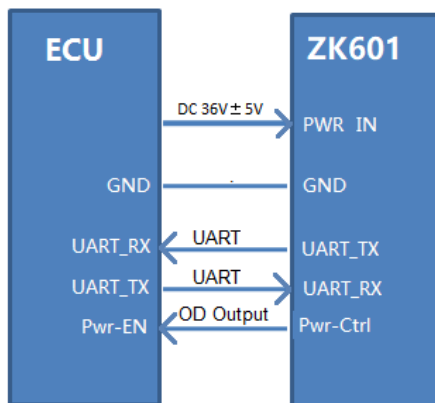 ECU ZK601
DC 36V± 5V
PWR IN
GND GND
UART_RX UART UART_TX
UART_TX UART UART_RX
Pwr-EN OD Output Pwr-Ctrl